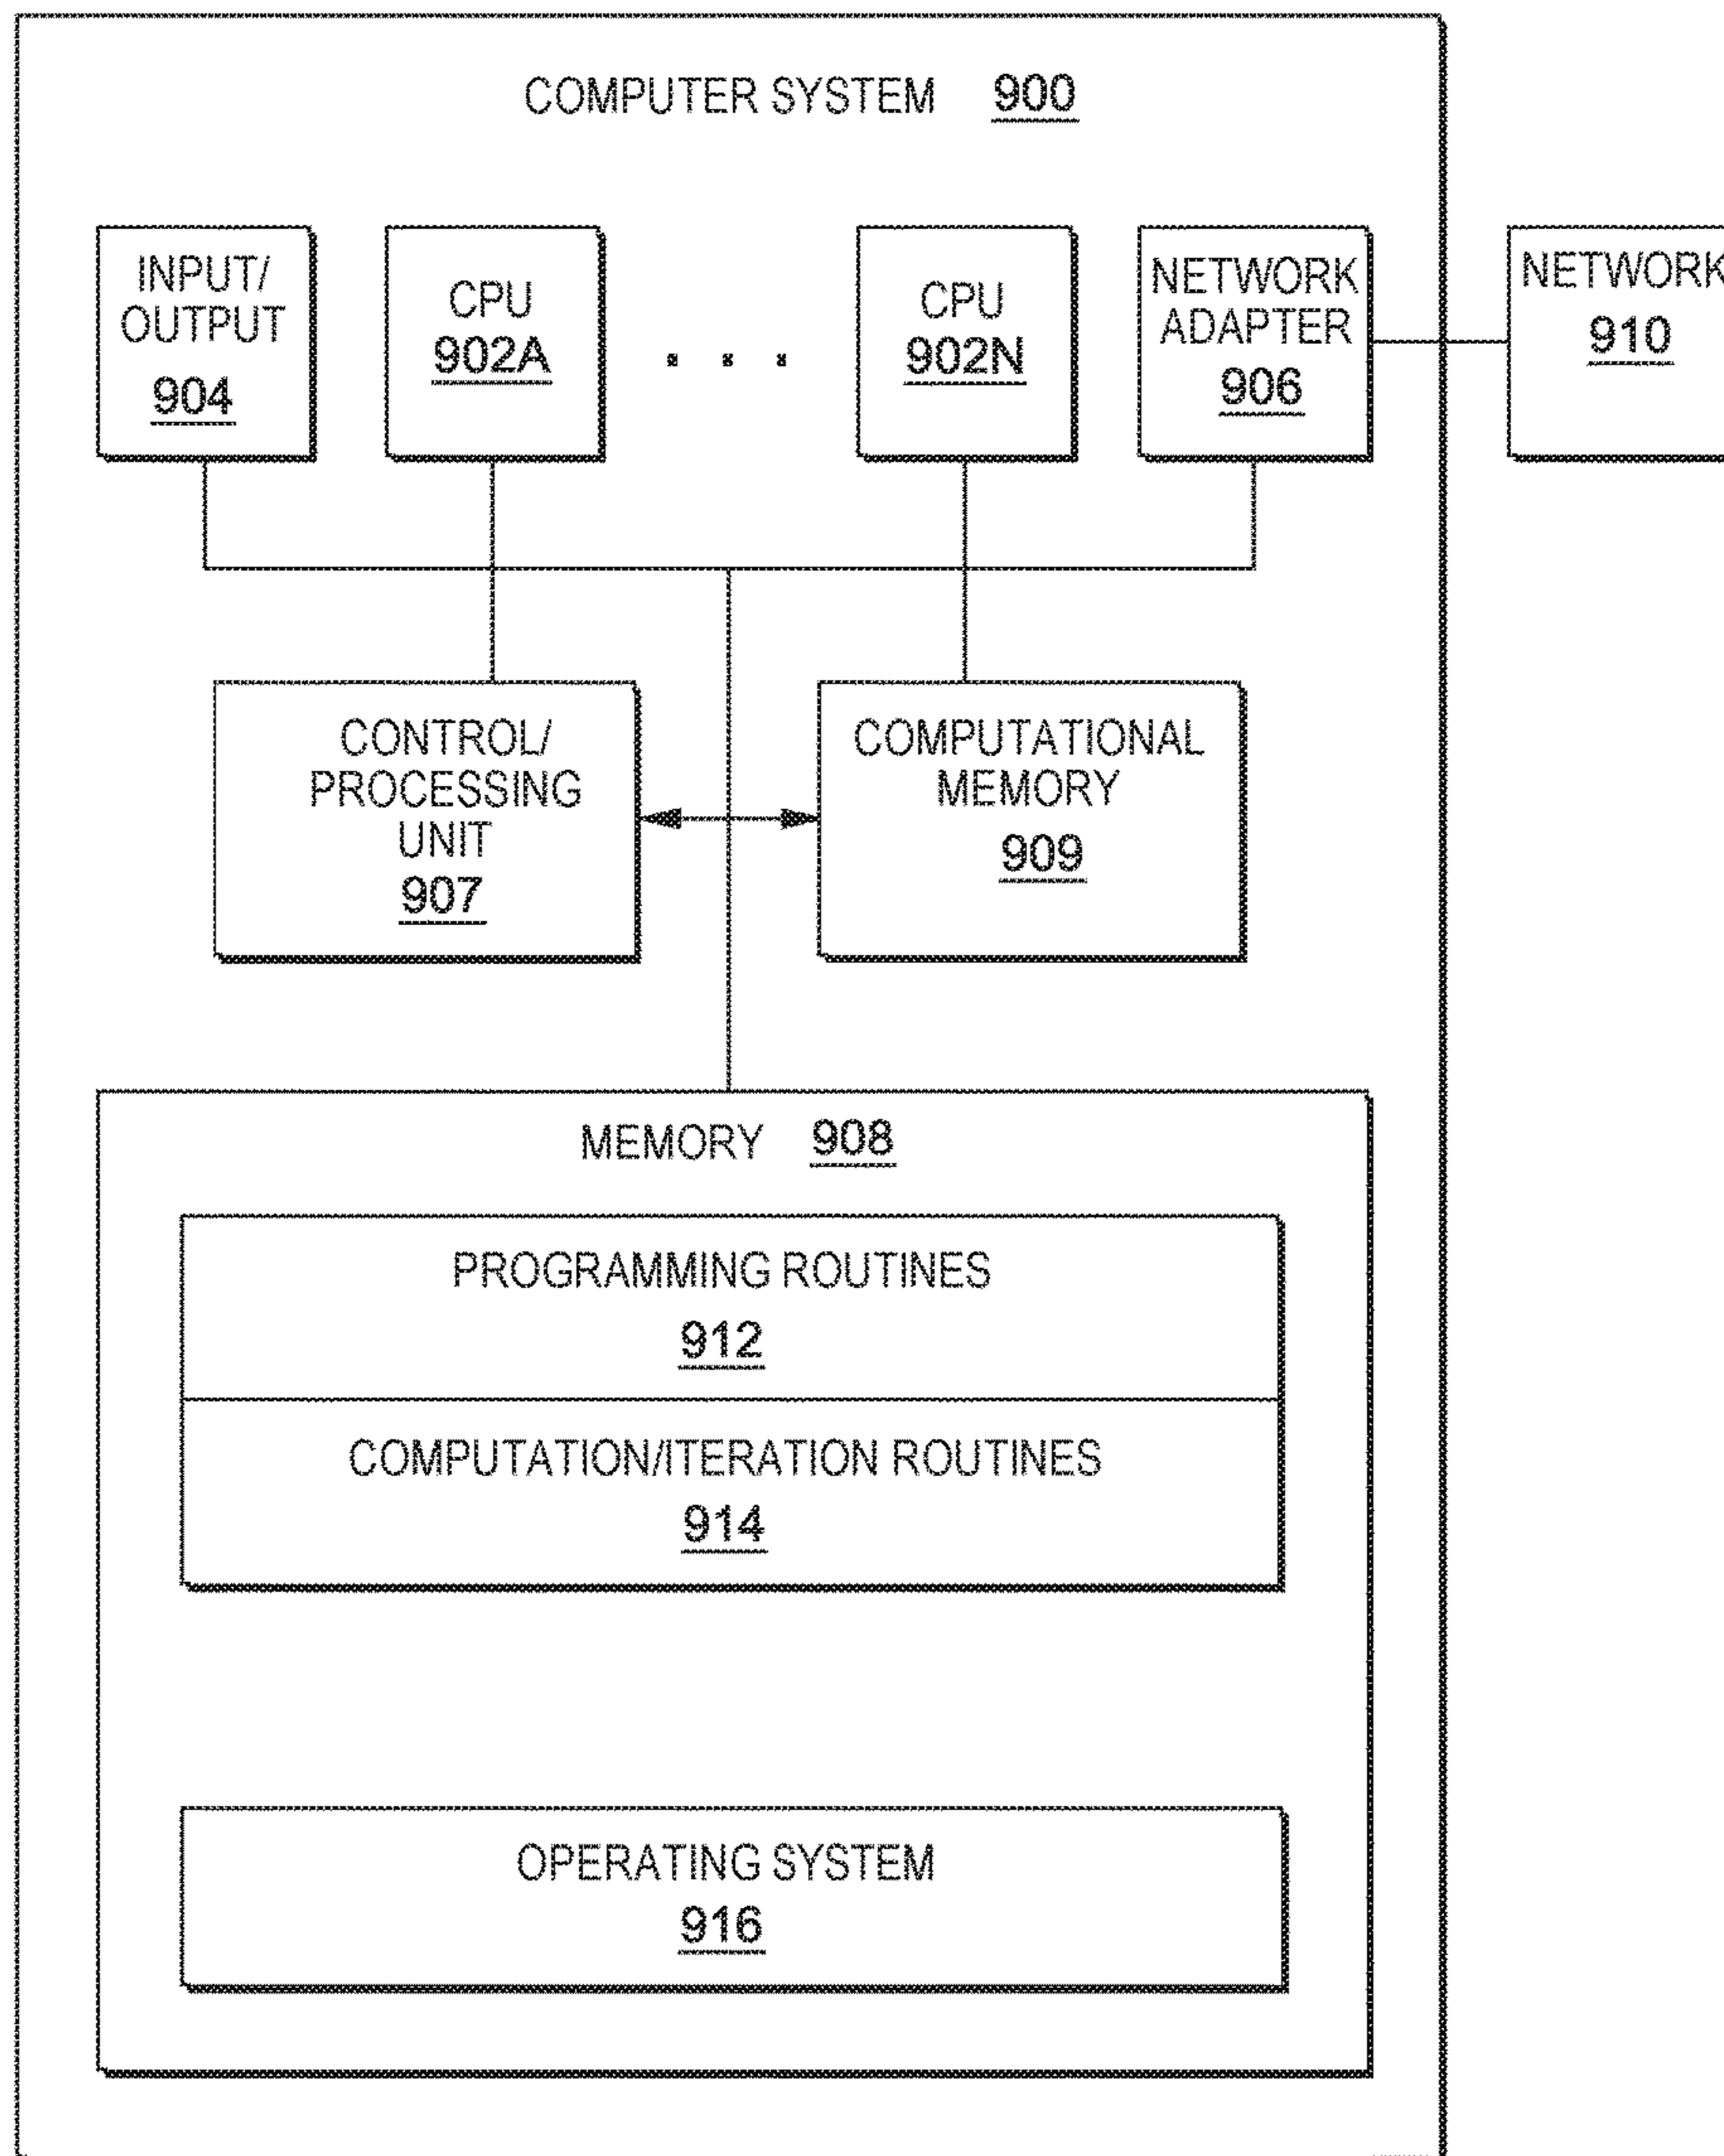 COMPUTER SYSTEM 900
INPUT/
OUTPUT
904
CPU
902A
. . .
CPU
902N
NETWORK
ADAPTER
906
NETWORK
910
CONTROL/
PROCESSING
UNIT
907
COMPUTATIONAL
MEMORY
909
MEMORY 908
PROGRAMMING ROUTINES
912
COMPUTATION/ITERATION ROUTINES
914
OPERATING SYSTEM
916